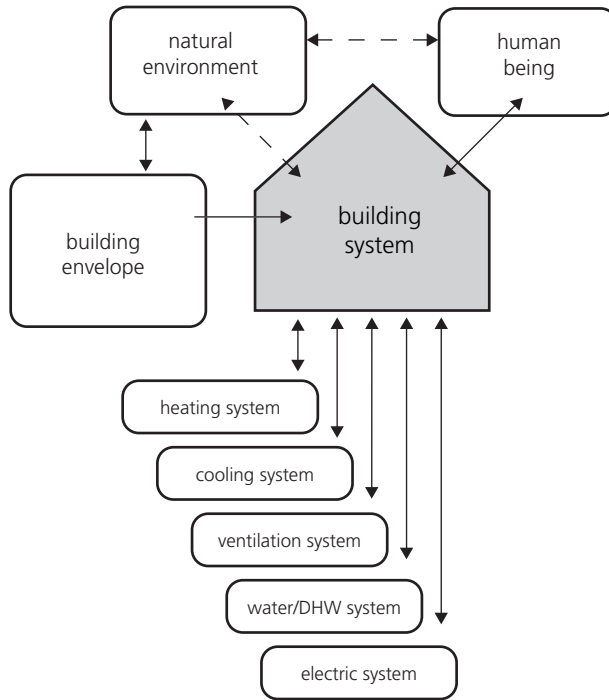 natural
environment
human
being
building
envelope
building
system
heating system
cooling system
ventilation system
water/DHW system
electric system